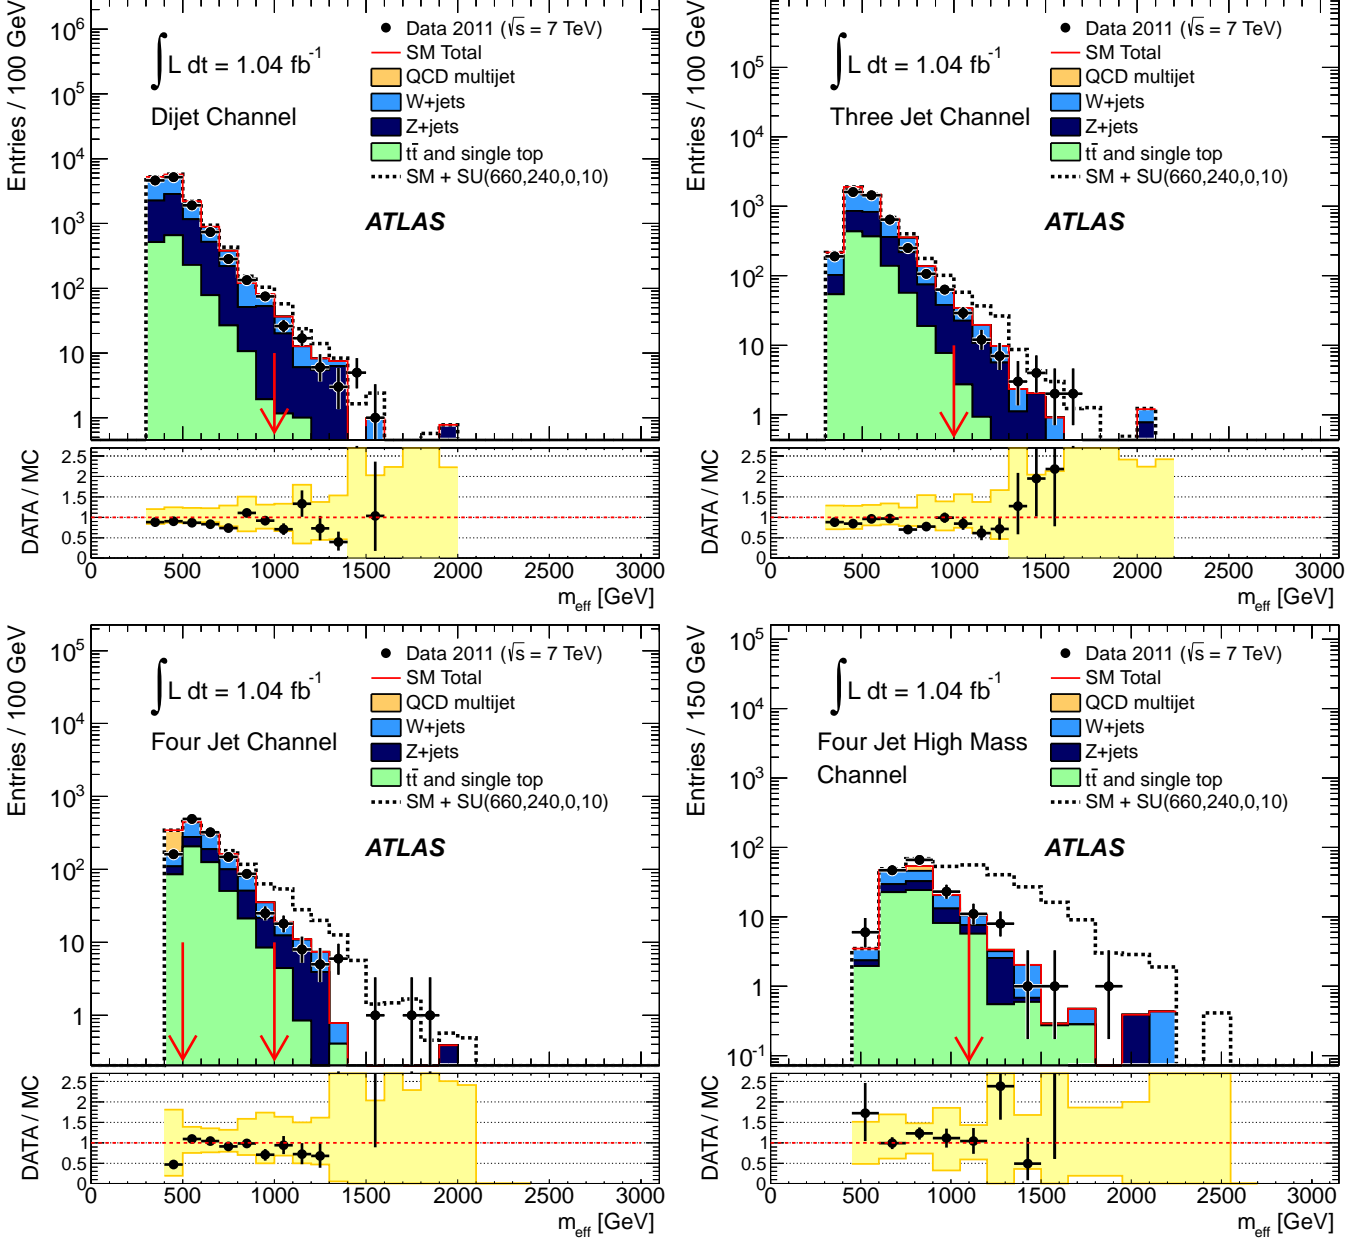 Entries / 100 GeV
10^6
10^5
10^4
10^3
10^2
10
1
∫ L dt = 1.04 fb^-1
Dijet Channel
Data 2011 (√s = 7 TeV)
SM Total
QCD multijet
W+jets
Z+jets
tt̄ and single top
SM + SU(660,240,0,10)
ATLAS
DATA / MC
2.5
2
1.5
1
0.5
0
0 500 1000 1500 2000 2500 3000
m_eff [GeV]
Entries / 100 GeV
10^5
10^4
10^3
10^2
10
1
∫ L dt = 1.04 fb^-1
Three Jet Channel
Data 2011 (√s = 7 TeV)
SM Total
QCD multijet
W+jets
Z+jets
tt̄ and single top
SM + SU(660,240,0,10)
ATLAS
DATA / MC
2.5
2
1.5
1
0.5
0
0 500 1000 1500 2000 2500 3000
m_eff [GeV]
Entries / 100 GeV
10^5
10^4
10^3
10^2
10
1
∫ L dt = 1.04 fb^-1
Four Jet Channel
Data 2011 (√s = 7 TeV)
SM Total
QCD multijet
W+jets
Z+jets
tt̄ and single top
SM + SU(660,240,0,10)
ATLAS
DATA / MC
2.5
2
1.5
1
0.5
0
0 500 1000 1500 2000 2500 3000
m_eff [GeV]
Entries / 150 GeV
10^5
10^4
10^3
10^2
10
1
10^-1
∫ L dt = 1.04 fb^-1
Four Jet High Mass
Channel
Data 2011 (√s = 7 TeV)
SM Total
QCD multijet
W+jets
Z+jets
tt̄ and single top
SM + SU(660,240,0,10)
ATLAS
DATA / MC
2.5
2
1.5
1
0.5
0
0 500 1000 1500 2000 2500 3000
m_eff [GeV]